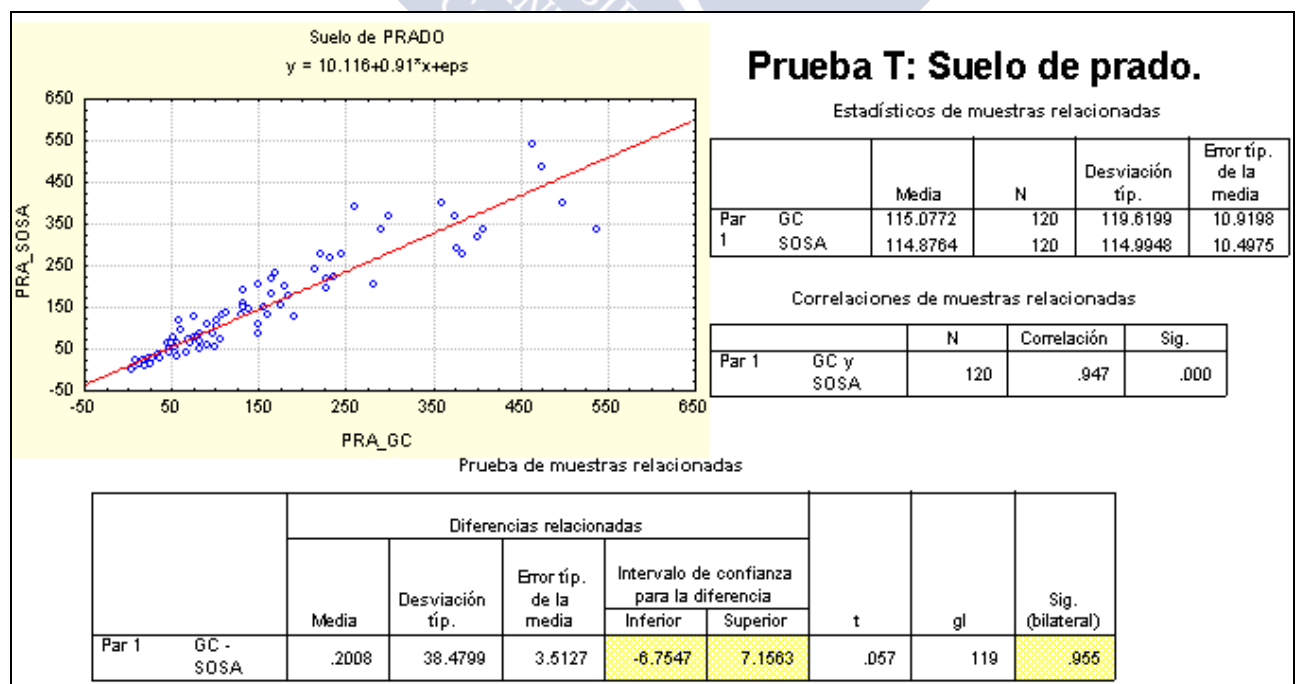 Suelo de PRADO
y = 10.116+0.91*x+eps
650
550
450
350
250
150
50
-50
PRA_SOSA
-50 50 150 250 350 450 550 650
PRA_GC
Prueba T: Suelo de prado.
Estadísticos de muestras relacionadas
Media N Desviación típ. Error típ. de la media
Par 1 GC 115.0772 120 119.6199 10.9198
SOSA 114.8764 120 114.9948 10.4975
Correlaciones de muestras relacionadas
N Correlación Sig.
Par 1 GC y SOSA 120 .947 .000
Prueba de muestras relacionadas
Diferencias relacionadas
Media Desviación típ. Error típ. de la media Intervalo de confianza para la diferencia
Inferior Superior t gl Sig. (bilateral)
Par 1 GC - SOSA .2008 38.4799 3.5127 -6.7547 7.1563 .057 119 .955